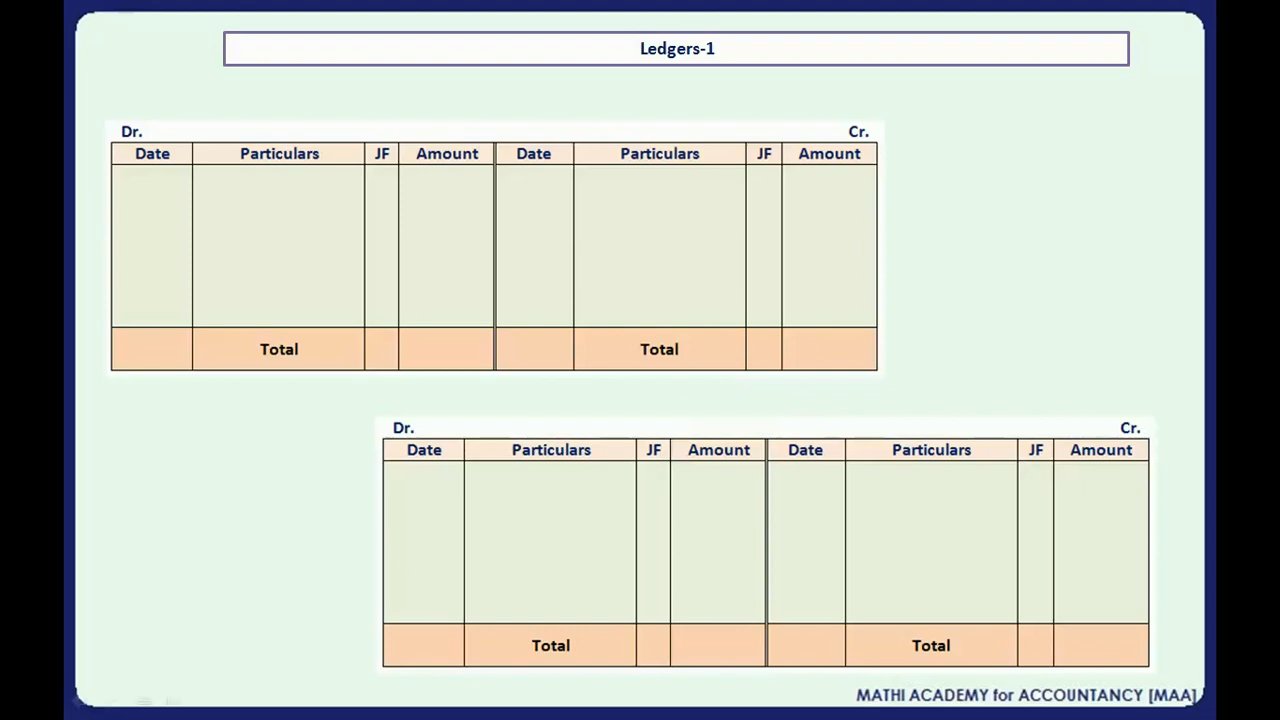 Ledgers-1
Dr. Cr.
Date Particulars JF Amount Date Particulars JF Amount
Total Total
Dr. Cr.
Date Particulars JF Amount Date Particulars JF Amount
Total Total
MATHI ACADEMY for ACCOUNTANCY [MAA]